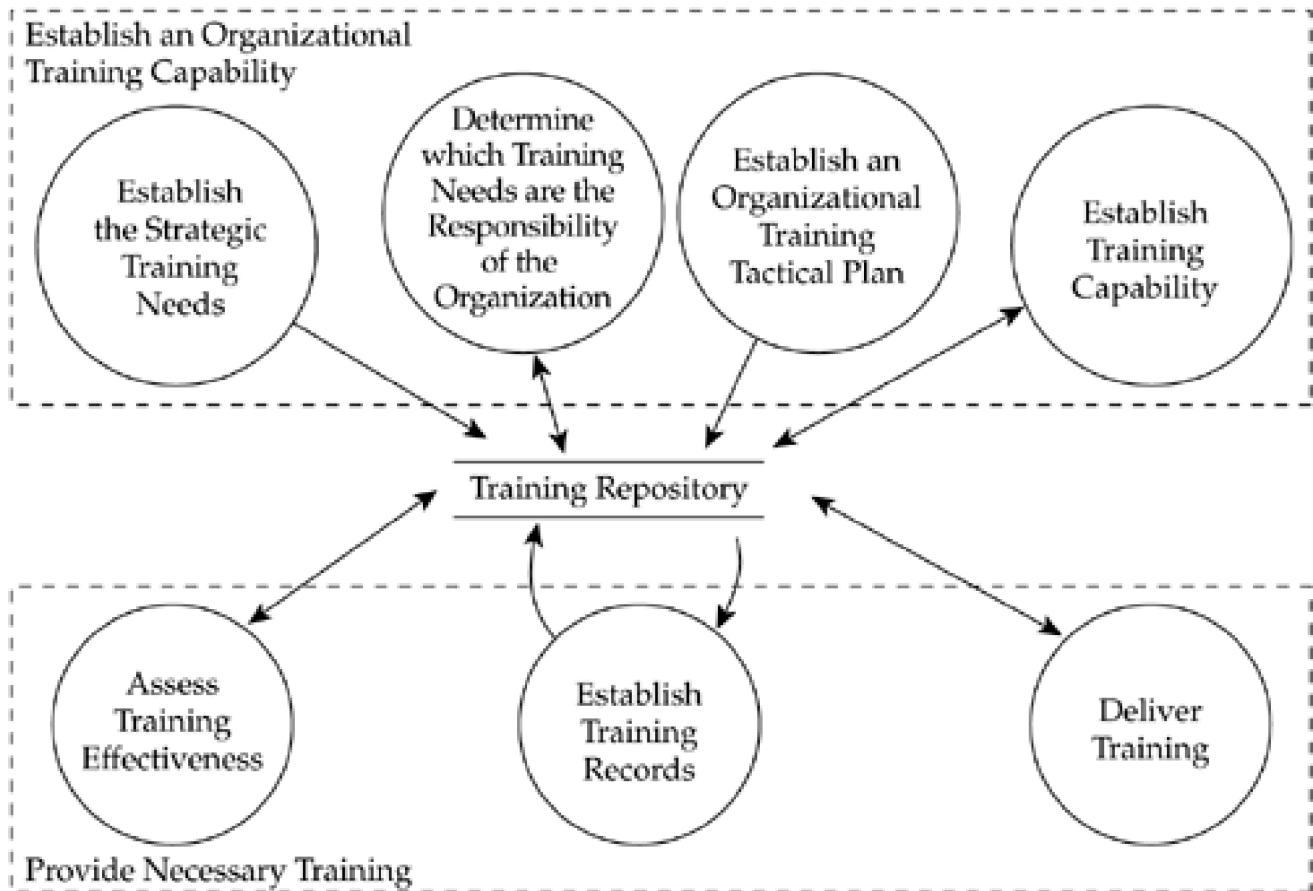 Establish an Organizational
Training Capability
Establish
the Strategic
Training
Needs
Determine
which Training
Needs are the
Responsibility
of the
Organization
Establish an
Organizational
Training
Tactical Plan
Establish
Training
Capability
Training Repository
Assess
Training
Effectiveness
Establish
Training
Records
Deliver
Training
Provide Necessary Training